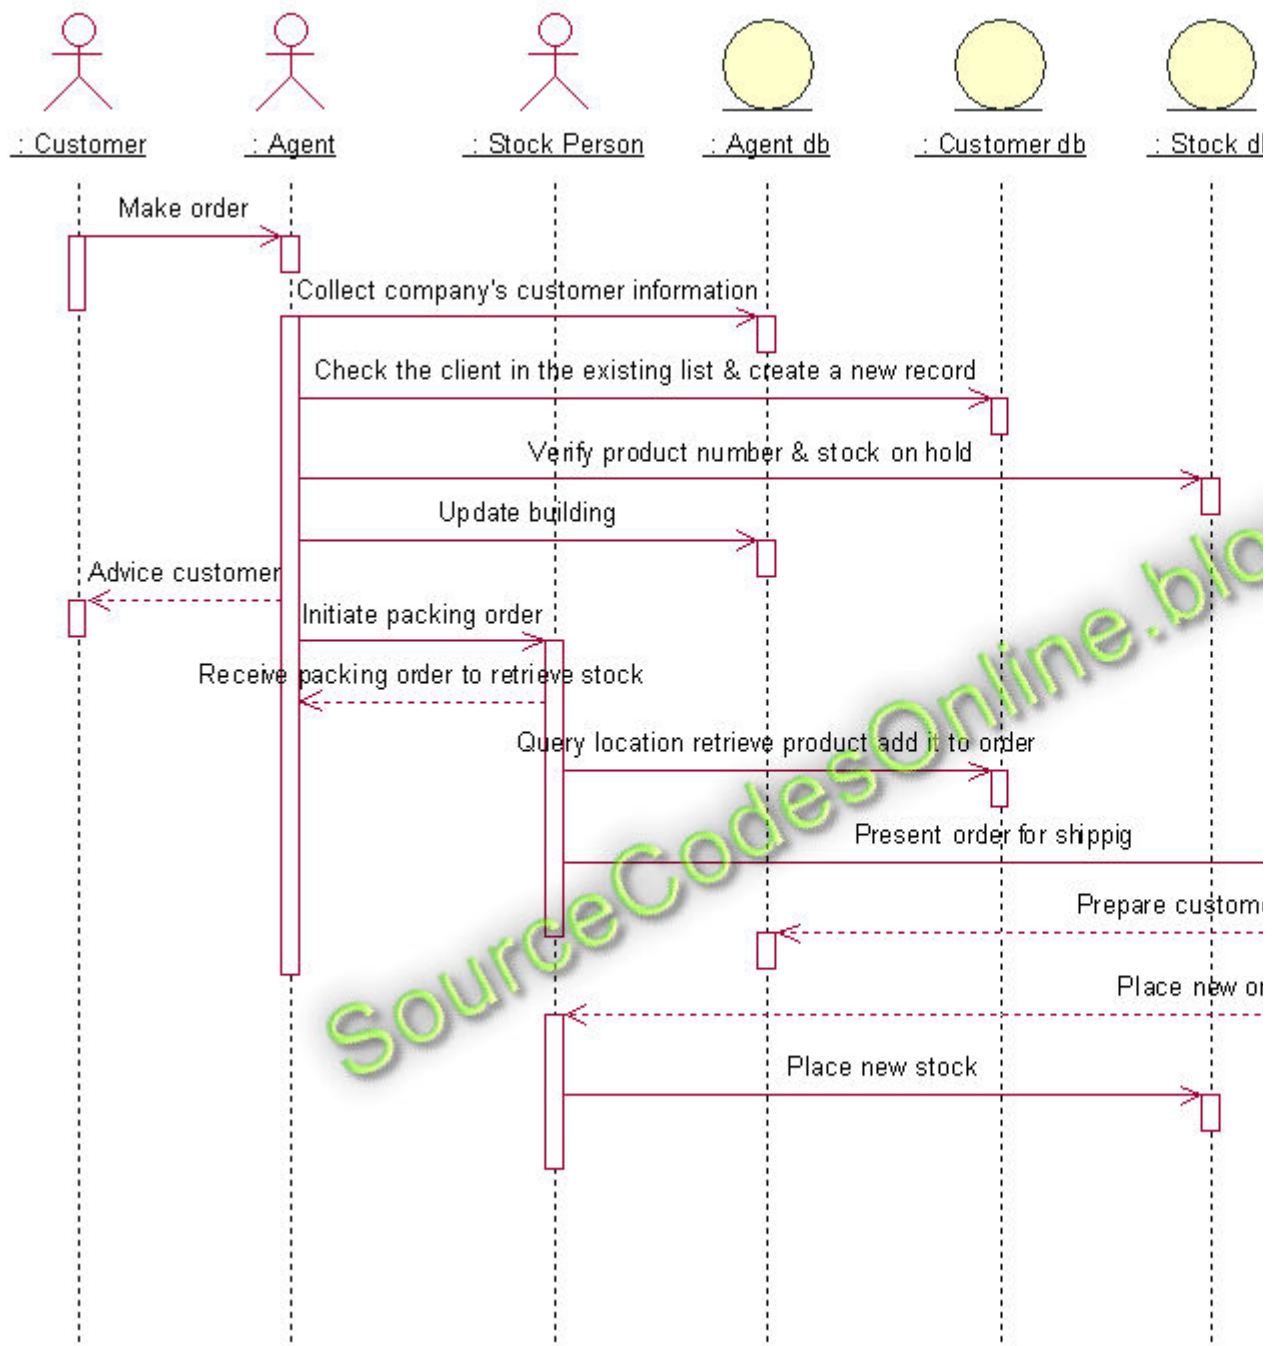 : Customer
: Agent
: Stock Person
: Agent db
: Customer db
: Stock
Make order
Collect company's customer information
Check the client in the existing list & create a new record
Verify product number & stock on hold
Update building
Advice customer
Initiate packing order
Receive packing order to retrieve stock
Query location retrieve product add it to order
Present order for shippig
Prepare
Place new
Place new stock
SourceCodesOnline.blo